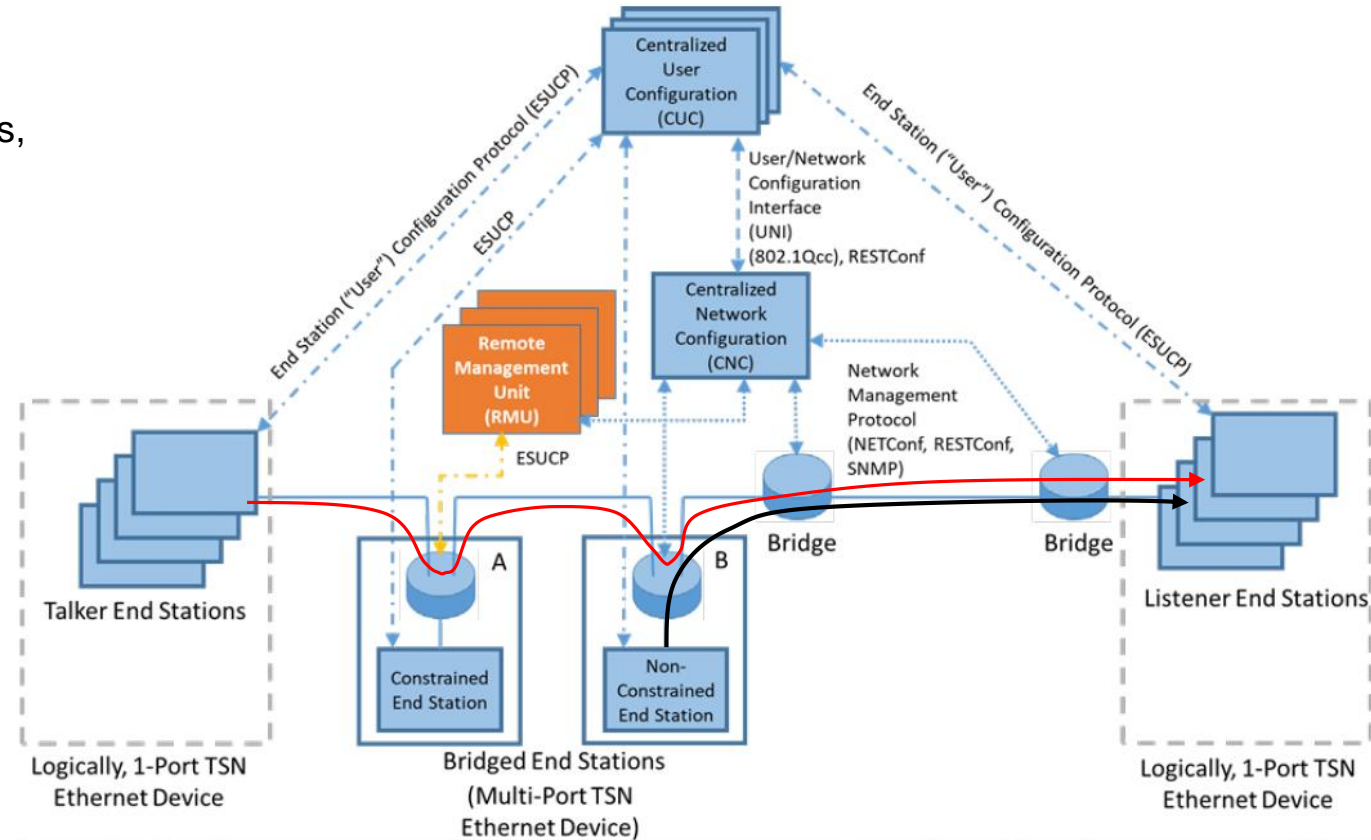 s,
Centralized
User
Configuration
(CUC)
End Station ("User") Configuration Protocol (ESUCP)
ESUCP
End Station ("User") Configuration Protocol (ESUCP)
User/Network
Configuration
Interface
(UNI)
(802.1Qcc), RESTConf
Centralized
Network
Configuration
(CNC)
Remote
Management
Unit
(RMU)
ESUCP
Network
Management
Protocol
(NETConf, RESTConf,
SNMP)
Bridge
Bridge
A
B
Talker End Stations
Listener End Stations
Constrained
End Station
Non-
Constrained
End Station
Logically, 1-Port TSN
Ethernet Device
Bridged End Stations
(Multi-Port TSN
Ethernet Device)
Logically, 1-Port TSN
Ethernet Device